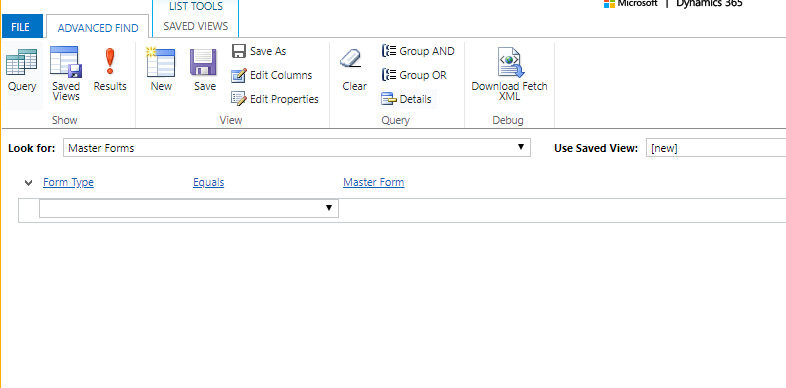 LIST TOOLS
Microsoft | Dynamics 365
FILE
ADVANCED FIND
SAVED VIEWS
Query
Saved Views
Results
New
Save
Save As
Edit Columns
Edit Properties
Clear
Group AND
Group OR
Details
Download Fetch XML
Show
View
Query
Debug
Look for: Master Forms
Use Saved View: [new]
Form Type
Equals
Master Form